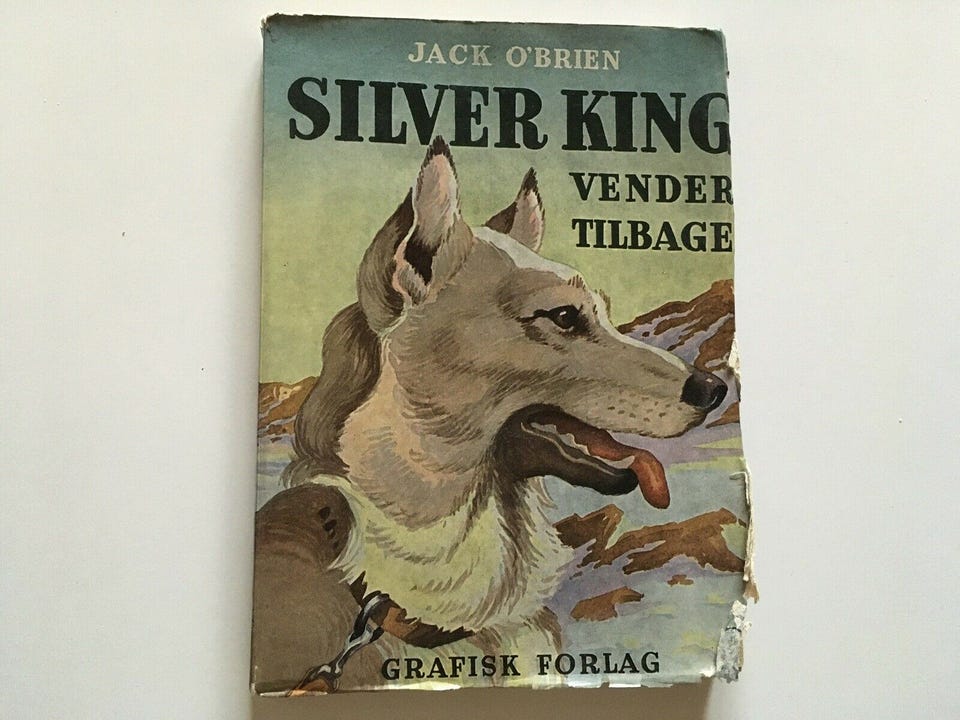 JACK O'BRIEN
SILVER KING
VENDER
TILBAGE
GRAFISK FORLAG